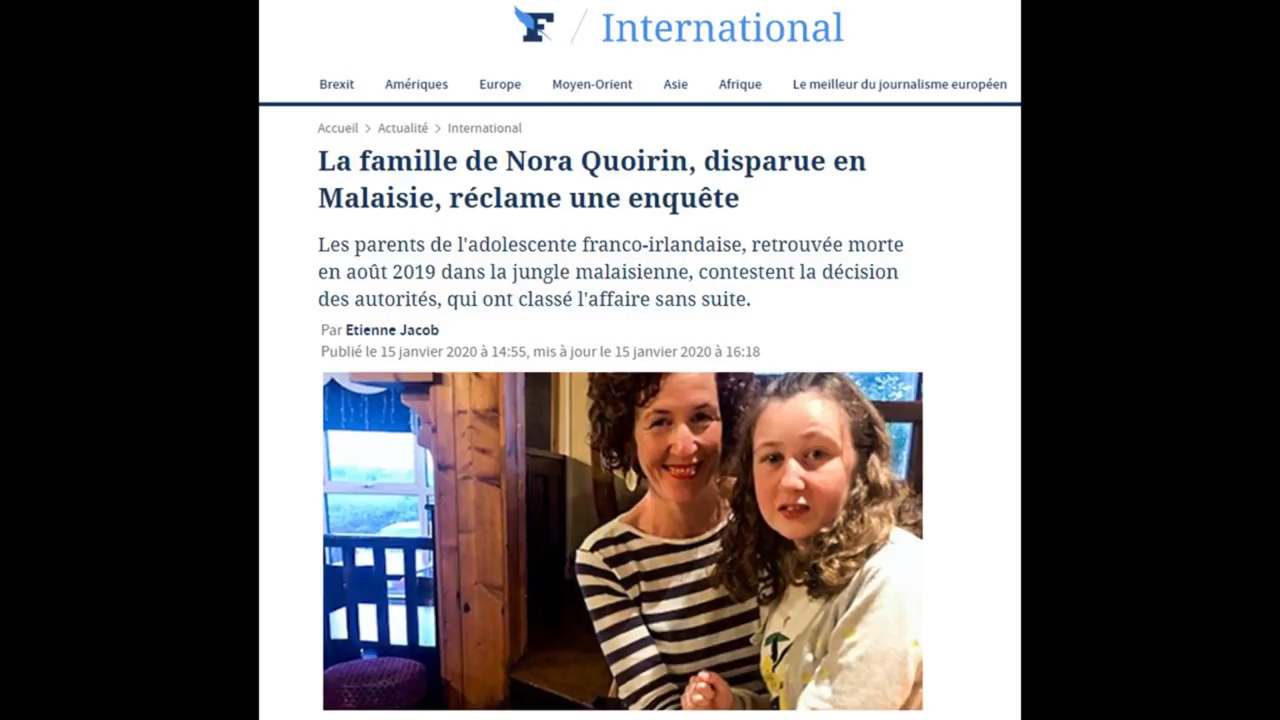 F / International
Brexit Amériques Europe Moyen-Orient Asie Afrique Le meilleur du journalisme européen
Accueil > Actualité > International
La famille de Nora Quoirin, disparue en
Malaisie, réclame une enquête
Les parents de l'adolescente franco-irlandaise, retrouvée morte
en août 2019 dans la jungle malaisienne, contestent la décision
des autorités, qui ont classé l'affaire sans suite.
Par Etienne Jacob
Publié le 15 janvier 2020 à 14:55, mis à jour le 15 janvier 2020 à 16:18